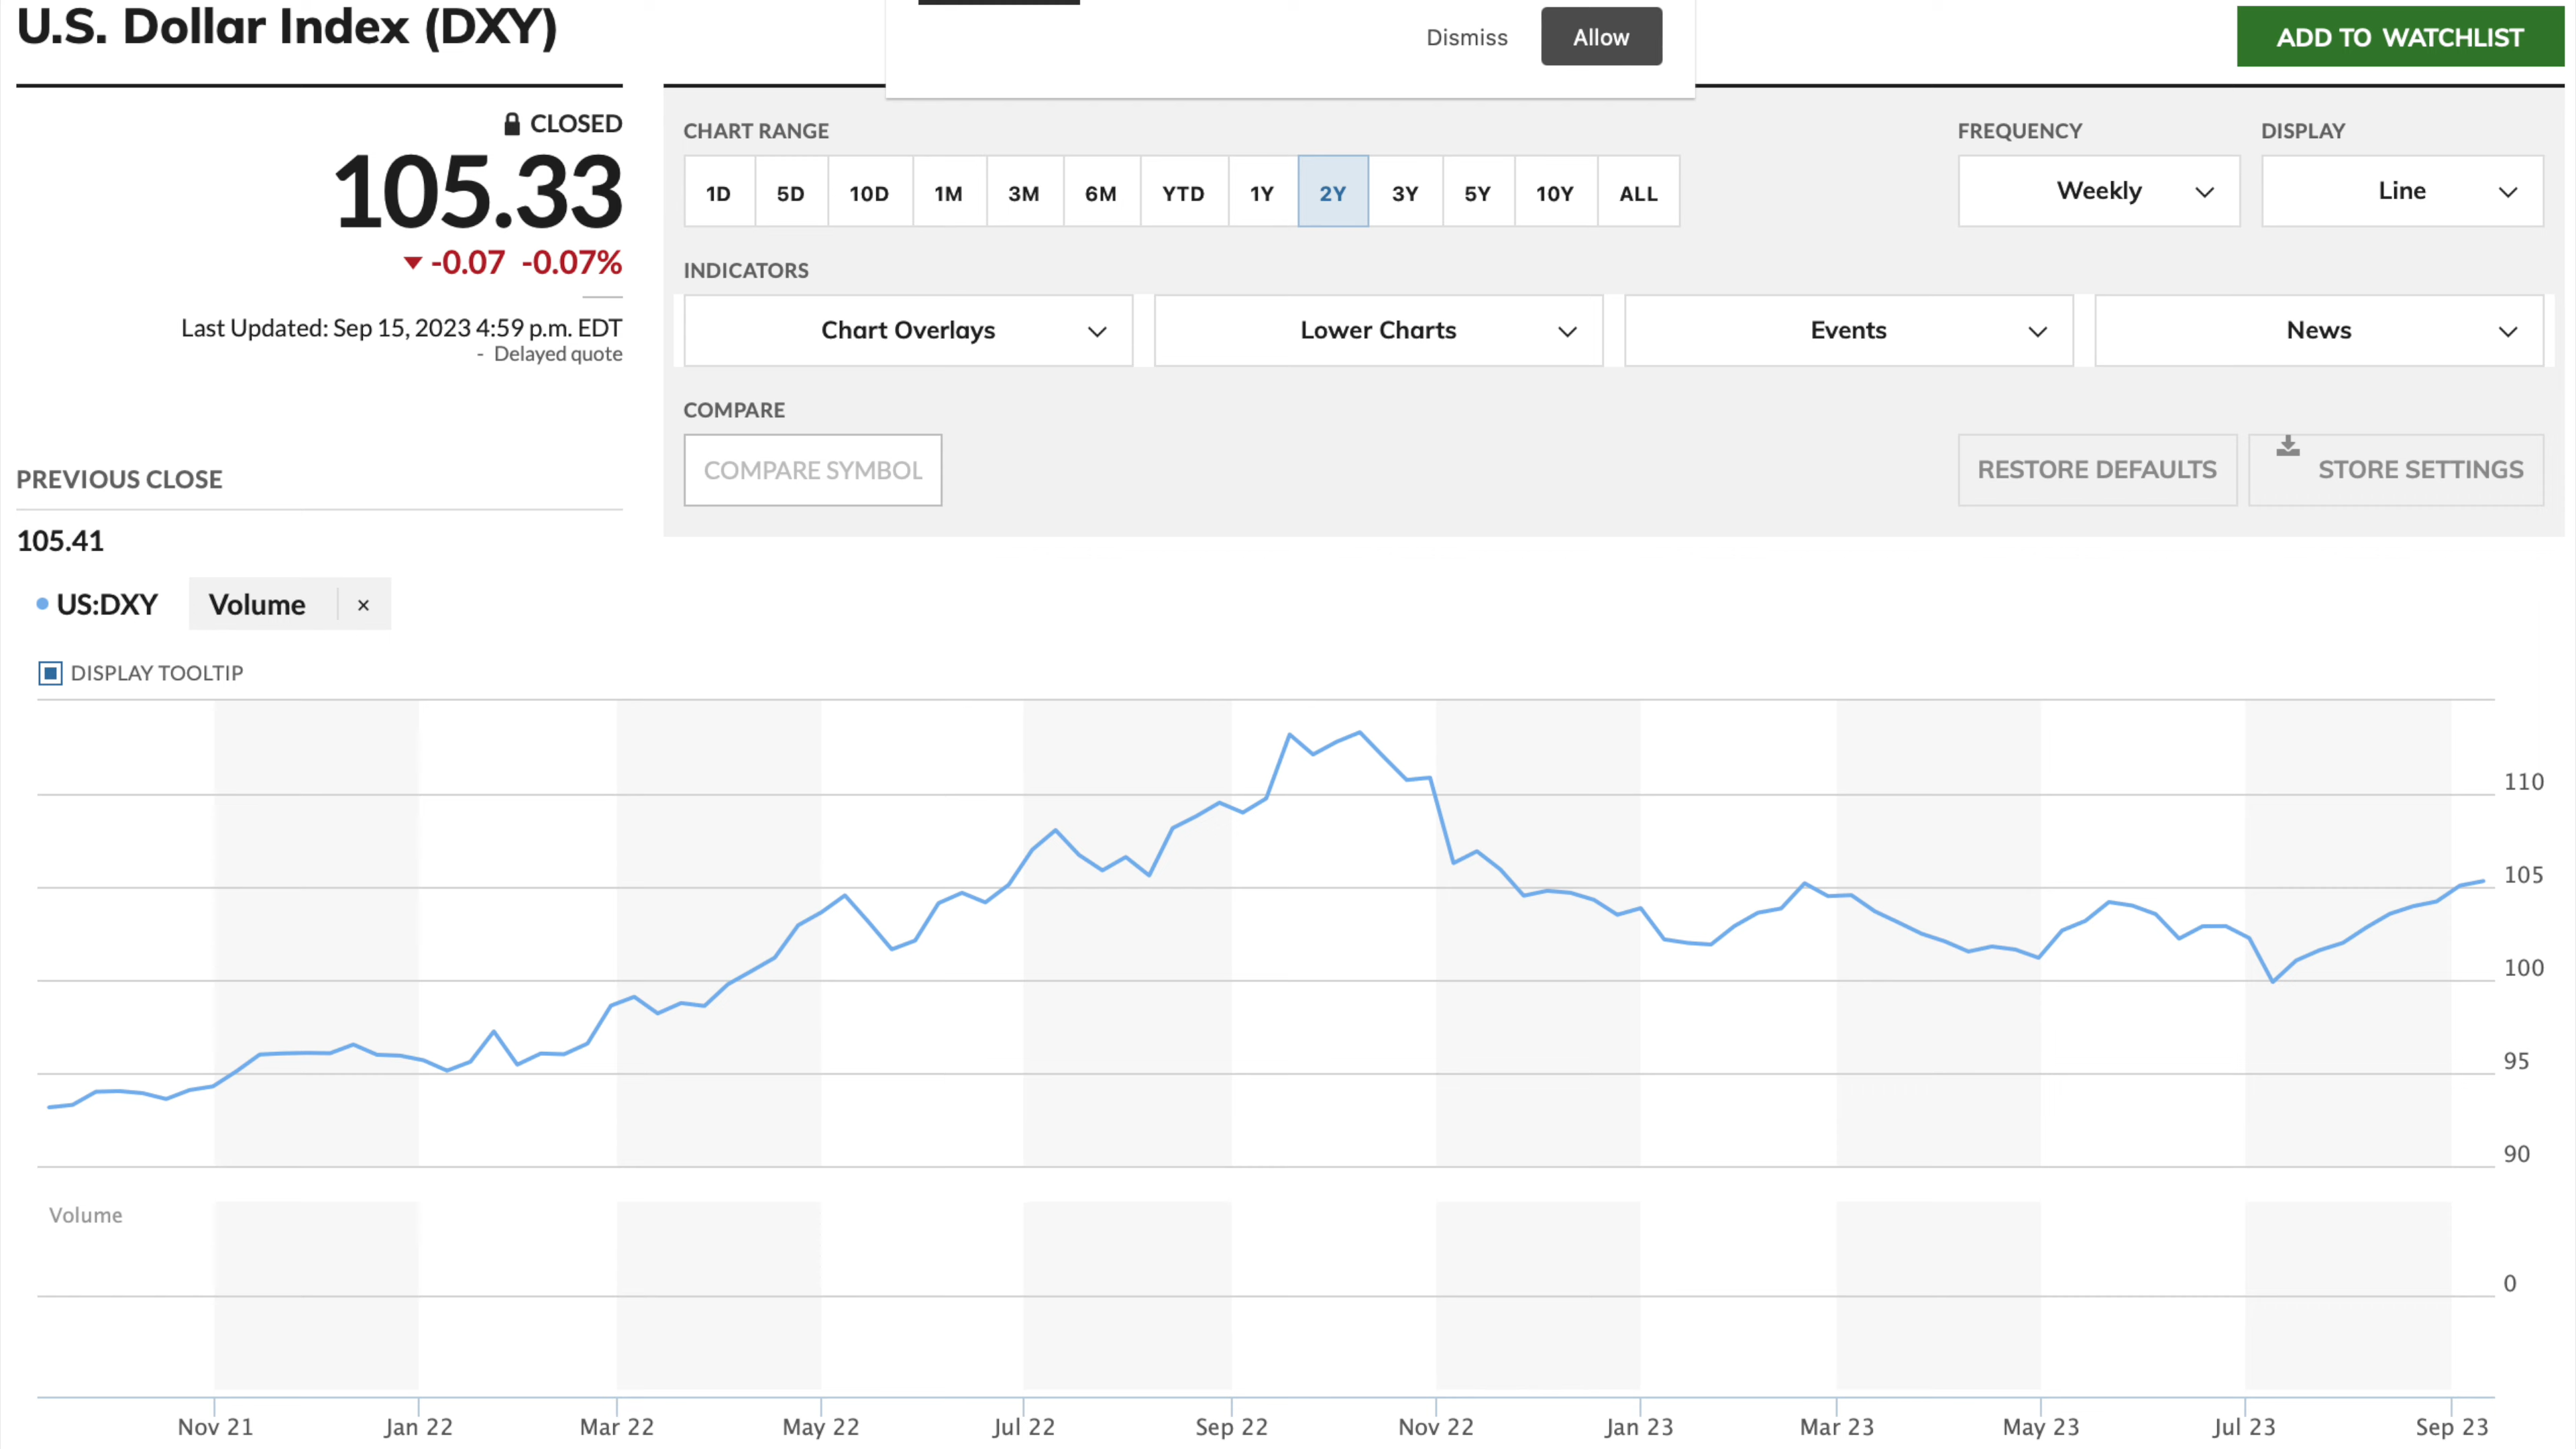 U.S. Dollar Index (DXY)
Dismiss
Allow
ADD TO WATCHLIST
CLOSED
105.33
-0.07 -0.07%
Last Updated: Sep 15, 2023 4:59 p.m. EDT
- Delayed quote
PREVIOUS CLOSE
105.41
CHART RANGE
1D 5D 10D 1M 3M 6M YTD 1Y 2Y 3Y 5Y 10Y ALL
FREQUENCY
Weekly
DISPLAY
Line
INDICATORS
Chart Overlays
Lower Charts
Events
News
COMPARE
COMPARE SYMBOL
RESTORE DEFAULTS
STORE SETTINGS
US:DXY
Volume ×
DISPLAY TOOLTIP
110
105
100
95
90
Volume
0
Nov 21 Jan 22 Mar 22 May 22 Jul 22 Sep 22 Nov 22 Jan 23 Mar 23 May 23 Jul 23 Sep 23